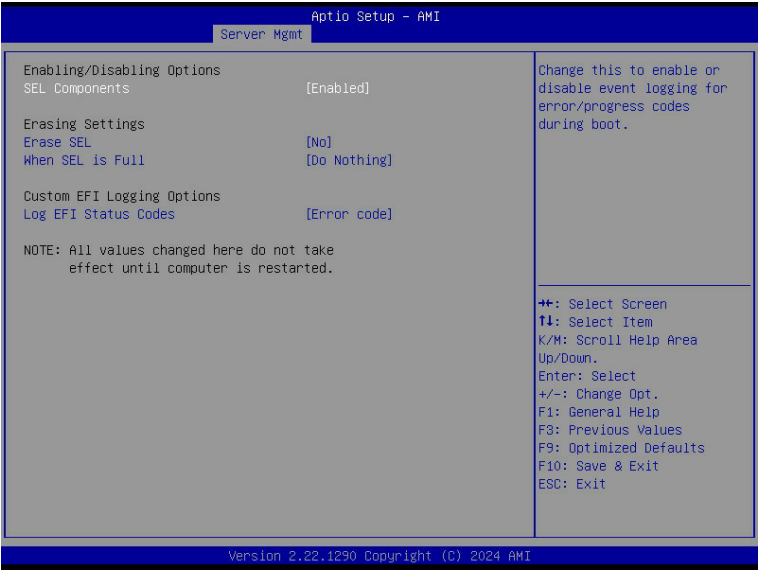 Aptio Setup – AMI
Server Mgmt
Enabling/Disabling Options
SEL Components [Enabled]
Erasing Settings
Erase SEL [No]
When SEL is Full [Do Nothing]
Custom EFI Logging Options
Log EFI Status Codes [Error code]
NOTE: All values changed here do not take
effect until computer is restarted.
Change this to enable or
disable event logging for
error/progress codes
during boot.
→←: Select Screen
↑↓: Select Item
K/M: Scroll Help Area
Up/Down.
Enter: Select
+/-: Change Opt.
F1: General Help
F3: Previous Values
F9: Optimized Defaults
F10: Save & Exit
ESC: Exit
Version 2.22.1290 Copyright (C) 2024 AMI